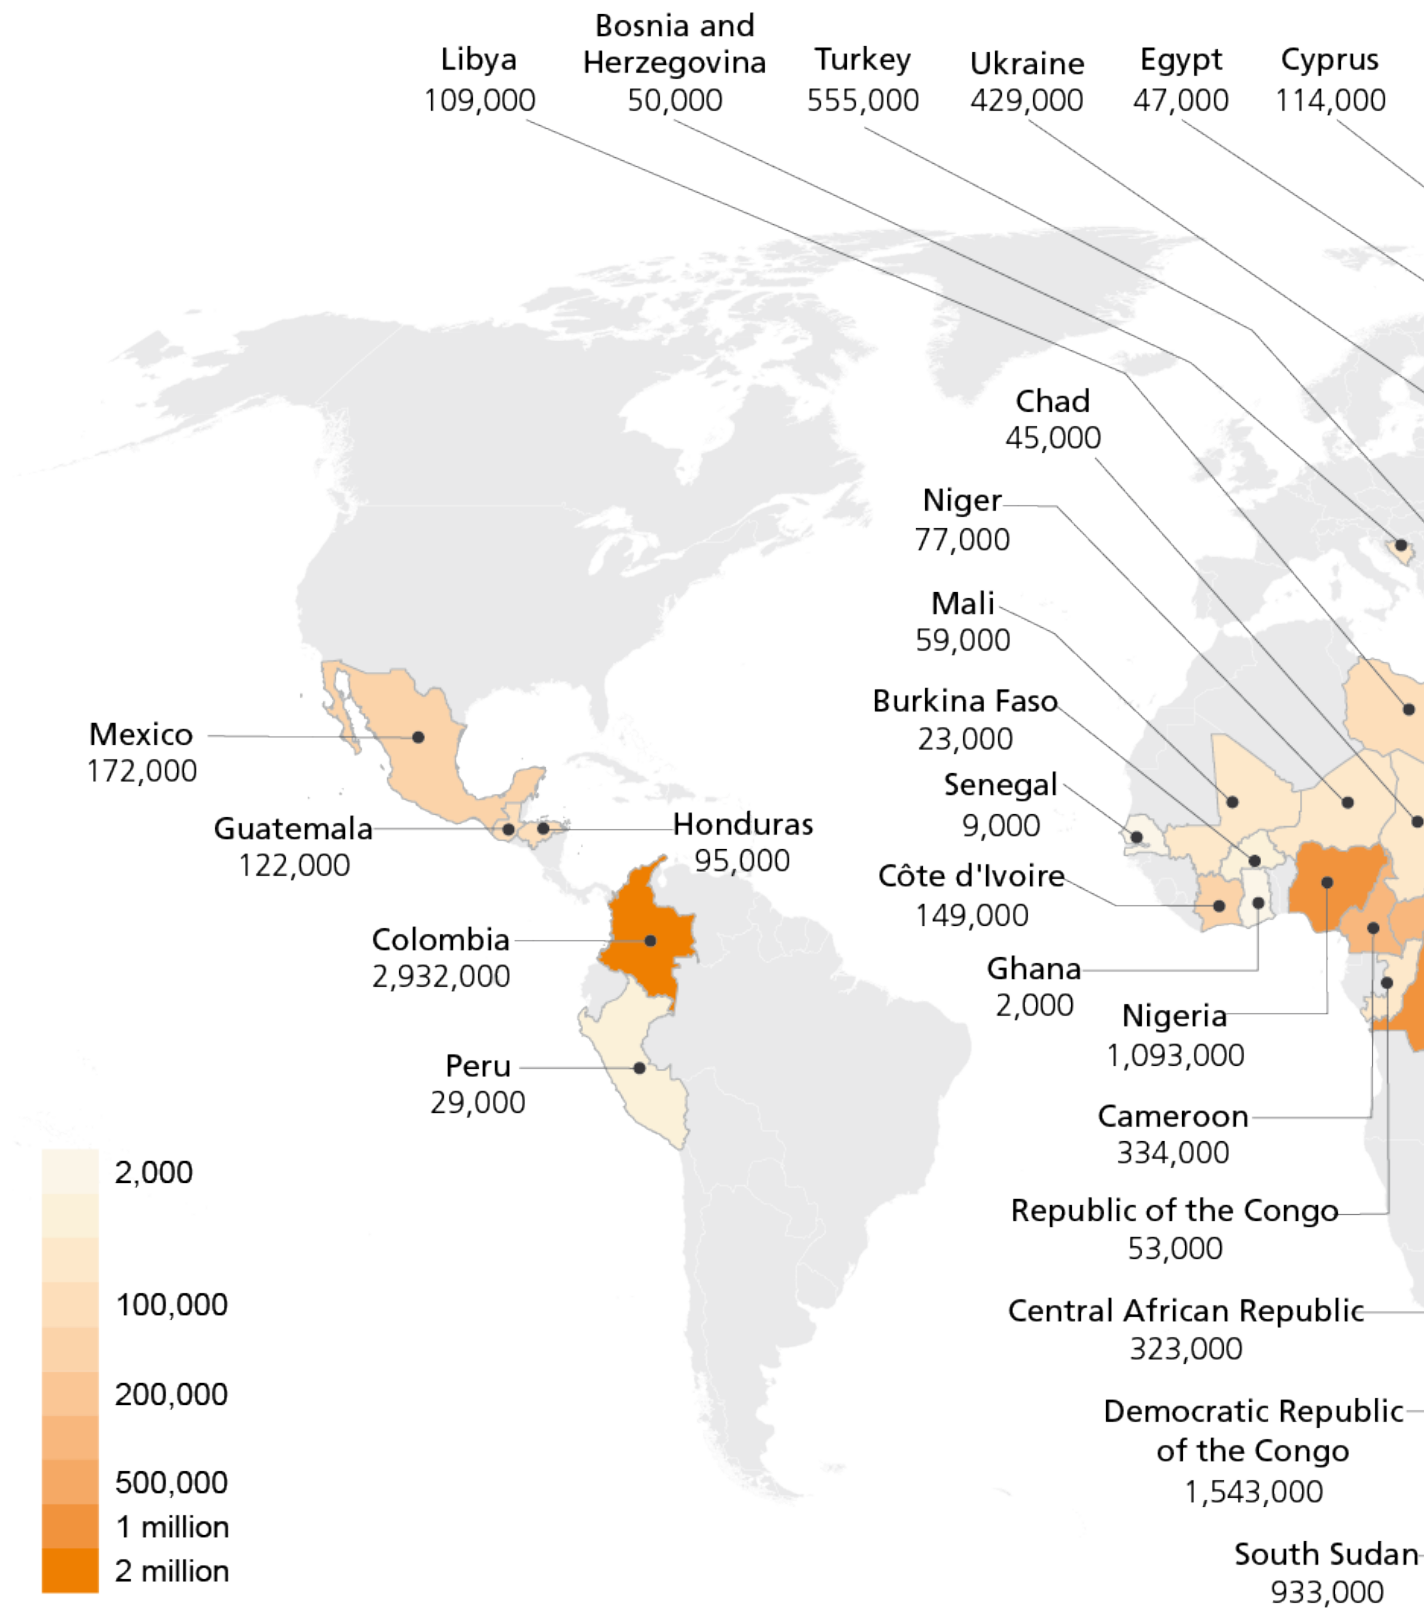 Libya
109,000
Bosnia and
Herzegovina
50,000
Turkey
555,000
Ukraine
429,000
Egypt
47,000
Cyprus
114,000
Chad
45,000
Niger
77,000
Mali
59,000
Burkina Faso
23,000
Senegal
9,000
Côte d'Ivoire
149,000
Ghana
2,000
Nigeria
1,093,000
Cameroon
334,000
Republic of the Congo
53,000
Central African Republic
323,000
Democratic Republic
of the Congo
1,543,000
South Sudan
933,000
Mexico
172,000
Guatemala
122,000
Honduras
95,000
Colombia
2,932,000
Peru
29,000
2,000
100,000
200,000
500,000
1 million
2 million